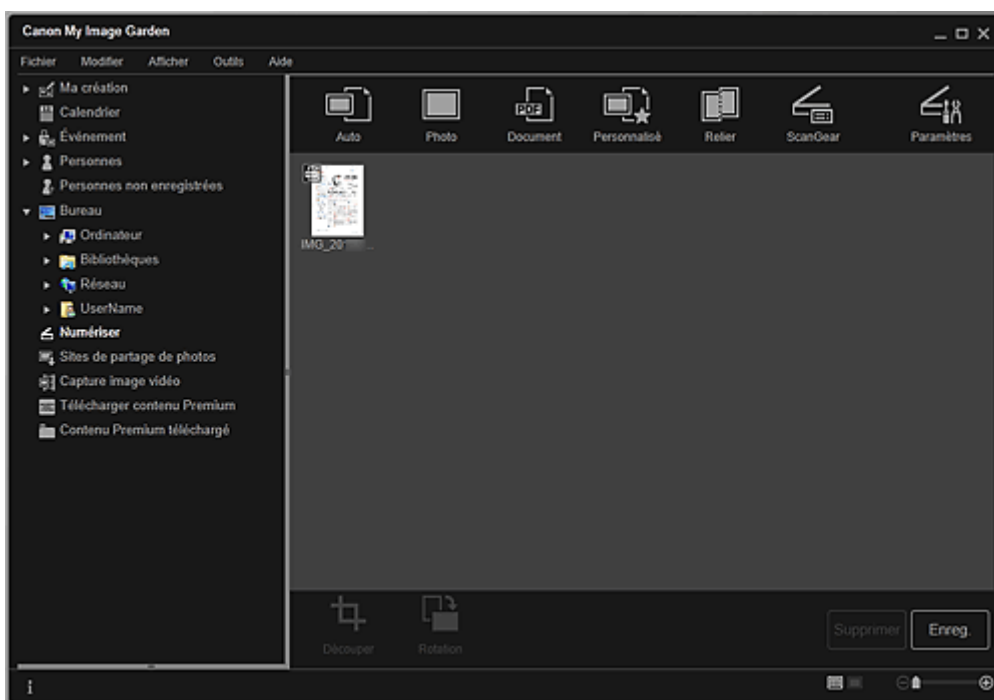 Canon My Image Garden
Fichier Modifier Afficher Outils Aide
Ma création
Calendrier
Événement
Personnes
Personnes non enregistrées
Bureau
Ordinateur
Bibliothèques
Réseau
UserName
Numériser
Sites de partage de photos
Capture image vidéo
Télécharger contenu Premium
Contenu Premium téléchargé
PDF
Auto Photo Document Personnalisé Relier ScanGear Paramètres
IMG_20
Découper Rotation
Supprimer Enreg.